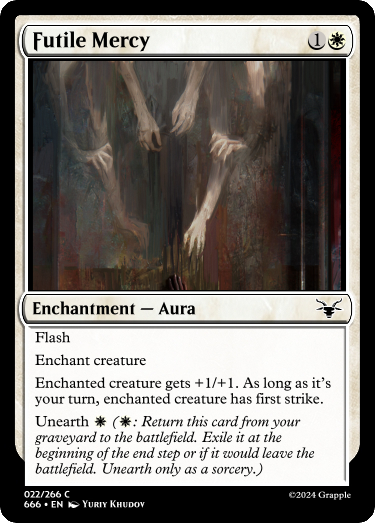 Futile Mercy 1
Enchantment — Aura
Flash
Enchant creature
Enchanted creature gets +1/+1. As long as it's
your turn, enchanted creature has first strike.
Unearth (: Return this card from your
graveyard to the battlefield. Exile it at the
beginning of the end step or if it would leave the
battlefield. Unearth only as a sorcery.)
022/266 C
666 • EN Yuriy Khudov
©2024 Grapple